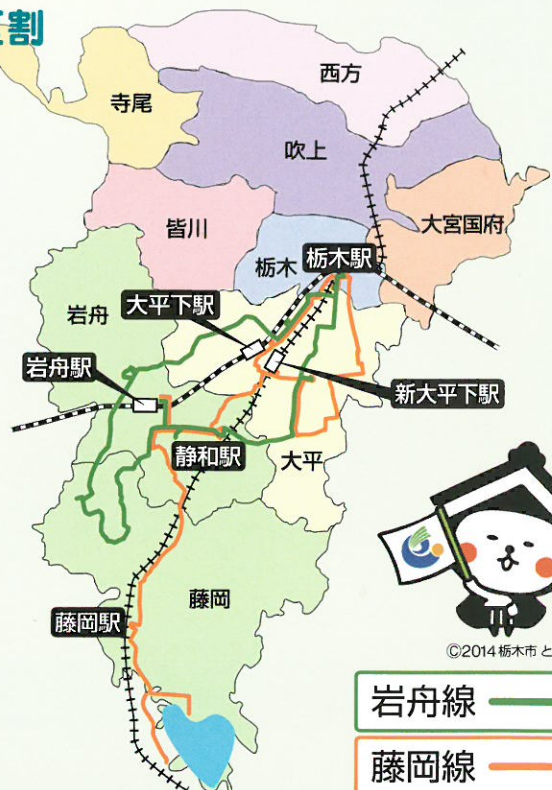 割
西方
寺尾
吹上
皆川
大宮国府
栃木
栃木駅
岩舟
大平下駅
岩舟駅
新大平下駅
静和駅
大平
藤岡
藤岡駅
©2014 栃木市 と
岩舟線
藤岡線